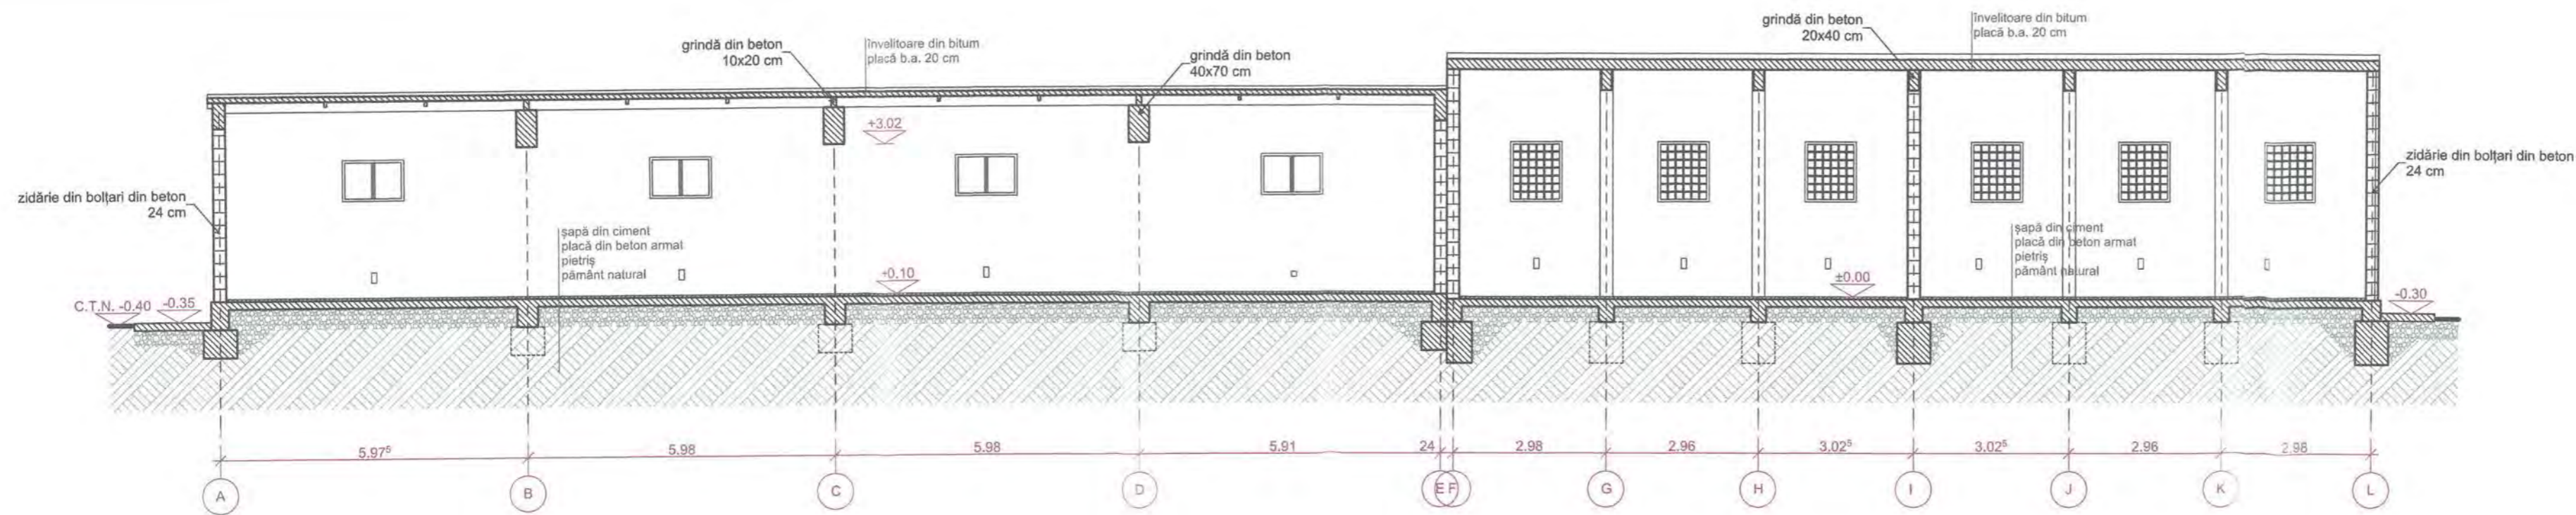 grindă din beton
10x20 cm
învelitoare din bitum
placă b.a. 20 cm
grindă din beton
40x70 cm
grindă din beton
20x40 cm
învelitoare din bitum
placă b.a. 20 cm
+3.02
zidărie din bolțari din beton
24 cm
zidărie din bolțari din beton
24 cm
șapă din ciment
placă din beton armat
pietriș
pământ natural
șapă din ciment
placă din beton armat
pietriș
pământ natural
+0.10
±0.00
C.T.N. -0.40 -0.35
-0.30
5.97⁵ 5.98 5.98 5.91 24 2.98 2.96 3.02⁵ 3.02⁵ 2.96 2.98
A B C D E F G H I J K L